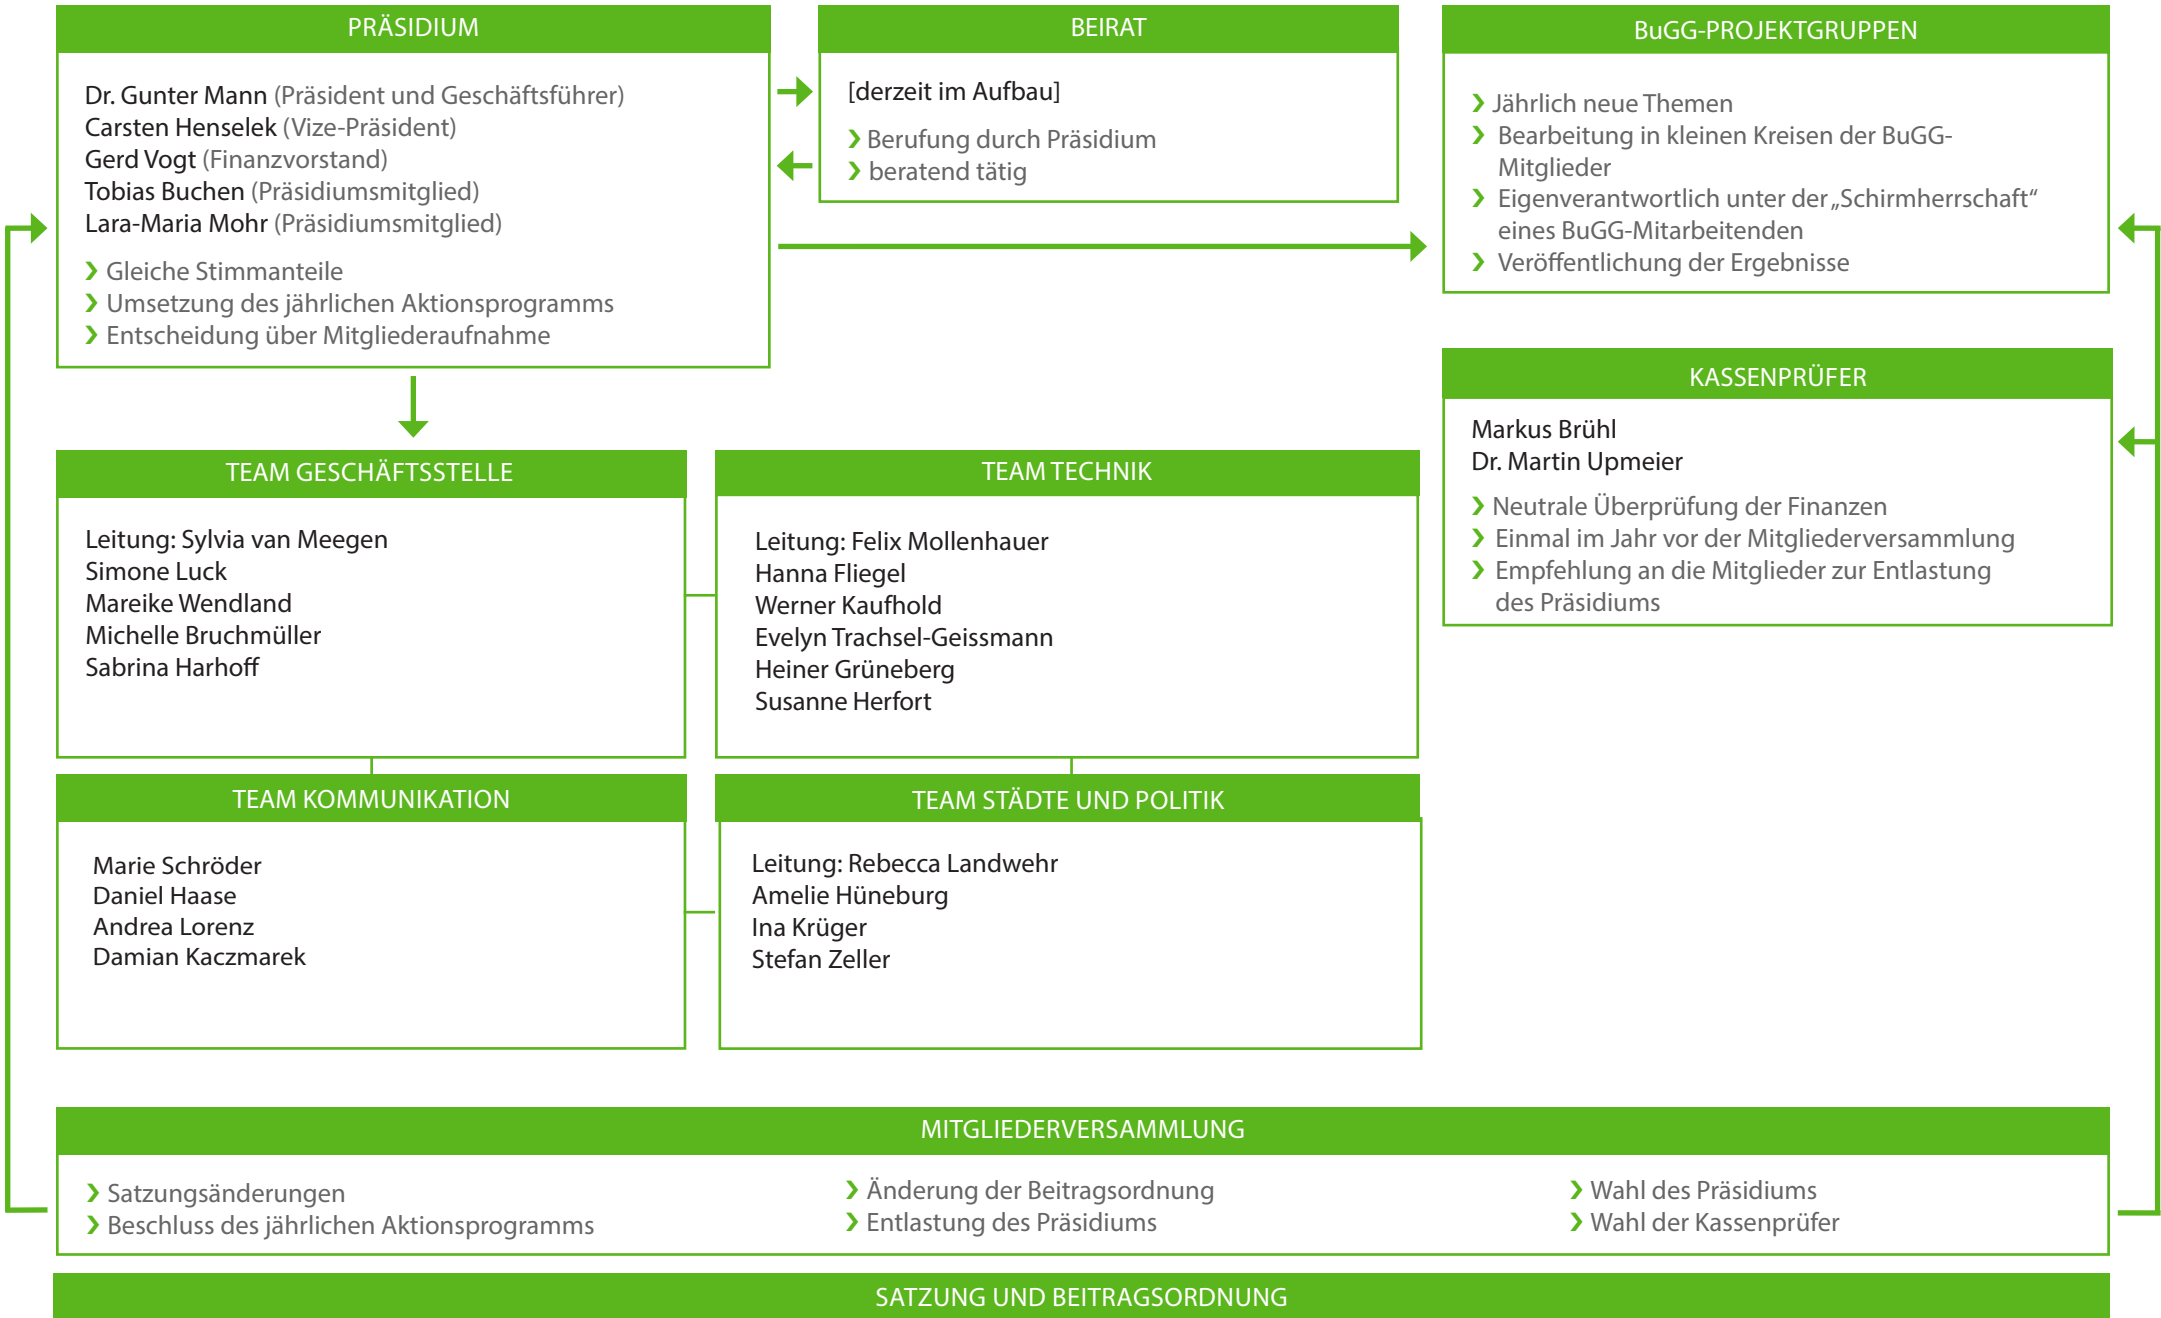 PRÄSIDIUM
Dr. Gunter Mann (Präsident und Geschäftsführer)
Carsten Henselek (Vize-Präsident)
Gerd Vogt (Finanzvorstand)
Tobias Buchen (Präsidiumsmitglied)
Lara-Maria Mohr (Präsidiumsmitglied)
Gleiche Stimmanteile
Umsetzung des jährlichen Aktionsprogramms
Entscheidung über Mitgliederaufnahme
BEIRAT
[derzeit im Aufbau]
Berufung durch Präsidium
beratend tätig
BuGG-PROJEKTGRUPPEN
Jährlich neue Themen
Bearbeitung in kleinen Kreisen der BuGG-
Mitglieder
Eigenverantwortlich unter der „Schirmherrschaft“
eines BuGG-Mitarbeitenden
Veröffentlichung der Ergebnisse
KASSENPRÜFER
Markus Brühl
Dr. Martin Upmeier
Neutrale Überprüfung der Finanzen
Einmal im Jahr vor der Mitgliederversammlung
Empfehlung an die Mitglieder zur Entlastung
des Präsidiums
TEAM GESCHÄFTSSTELLE
Leitung: Sylvia van Meegen
Simone Luck
Mareike Wendland
Michelle Bruchmüller
Sabrina Harhoff
TEAM TECHNIK
Leitung: Felix Mollenhauer
Hanna Fliegel
Werner Kaufhold
Evelyn Trachsel-Geissmann
Heiner Grüneberg
Susanne Herfort
TEAM KOMMUNIKATION
Marie Schröder
Daniel Haase
Andrea Lorenz
Damian Kaczmarek
TEAM STÄDTE UND POLITIK
Leitung: Rebecca Landwehr
Amelie Hüneburg
Ina Krüger
Stefan Zeller
MITGLIEDERVERSAMMLUNG
Satzungsänderungen
Beschluss des jährlichen Aktionsprogramms
Änderung der Beitragsordnung
Entlastung des Präsidiums
Wahl des Präsidiums
Wahl der Kassenprüfer
SATZUNG UND BEITRAGSORDNUNG